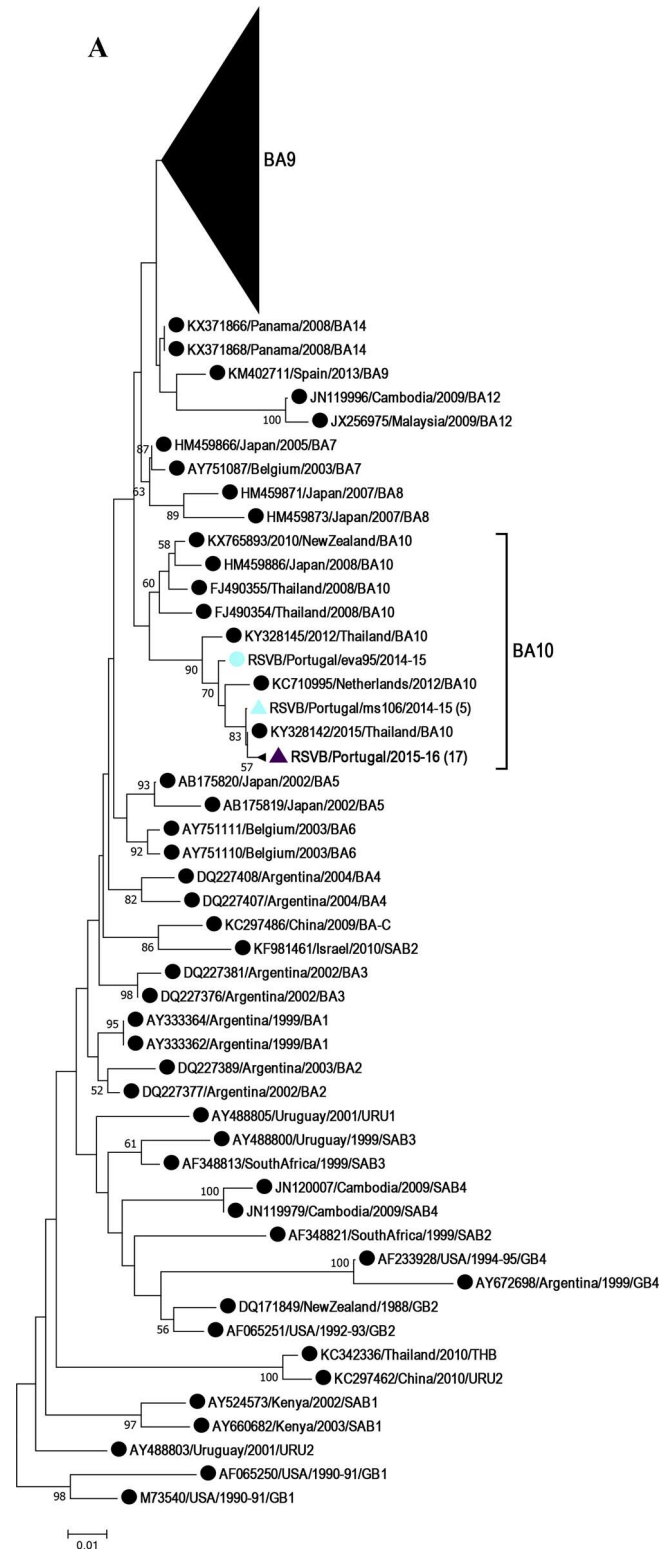 A
BA9
KX371866/Panama/2008/BA14
KX371868/Panama/2008/BA14
KM402711/Spain/2013/BA9
JN119996/Cambodia/2009/BA12
100
JX256975/Malaysia/2009/BA12
87
HM459866/Japan/2005/BA7
AY751087/Belgium/2003/BA7
63
HM459871/Japan/2007/BA8
89
HM459873/Japan/2007/BA8
58
KX765893/2010/NewZealand/BA10
HM459886/Japan/2008/BA10
60
FJ490355/Thailand/2008/BA10
FJ490354/Thailand/2008/BA10
KY328145/2012/Thailand/BA10
BA10
90
RSVB/Portugal/eva95/2014-15
70
KC710995/Netherlands/2012/BA10
RSVB/Portugal/ms106/2014-15 (5)
83
KY328142/2015/Thailand/BA10
57
RSVB/Portugal/2015-16 (17)
93
AB175820/Japan/2002/BA5
AB175819/Japan/2002/BA5
AY751111/Belgium/2003/BA6
92
AY751110/Belgium/2003/BA6
DQ227408/Argentina/2004/BA4
82
DQ227407/Argentina/2004/BA4
KC297486/China/2009/BA-C
86
KF981461/Israel/2010/SAB2
DQ227381/Argentina/2002/BA3
98
DQ227376/Argentina/2002/BA3
95
AY333364/Argentina/1999/BA1
AY333362/Argentina/1999/BA1
DQ227389/Argentina/2003/BA2
52
DQ227377/Argentina/2002/BA2
AY488805/Uruguay/2001/URU1
61
AY488800/Uruguay/1999/SAB3
AF348813/SouthAfrica/1999/SAB3
100
JN120007/Cambodia/2009/SAB4
JN119979/Cambodia/2009/SAB4
AF348821/SouthAfrica/1999/SAB2
100
AF233928/USA/1994-95/GB4
AY672698/Argentina/1999/GB4
DQ171849/NewZealand/1988/GB2
56
AF065251/USA/1992-93/GB2
KC342336/Thailand/2010/THB
100
KC297462/China/2010/URU2
AY524573/Kenya/2002/SAB1
97
AY660682/Kenya/2003/SAB1
AY488803/Uruguay/2001/URU2
AF065250/USA/1990-91/GB1
98
M73540/USA/1990-91/GB1
0.01